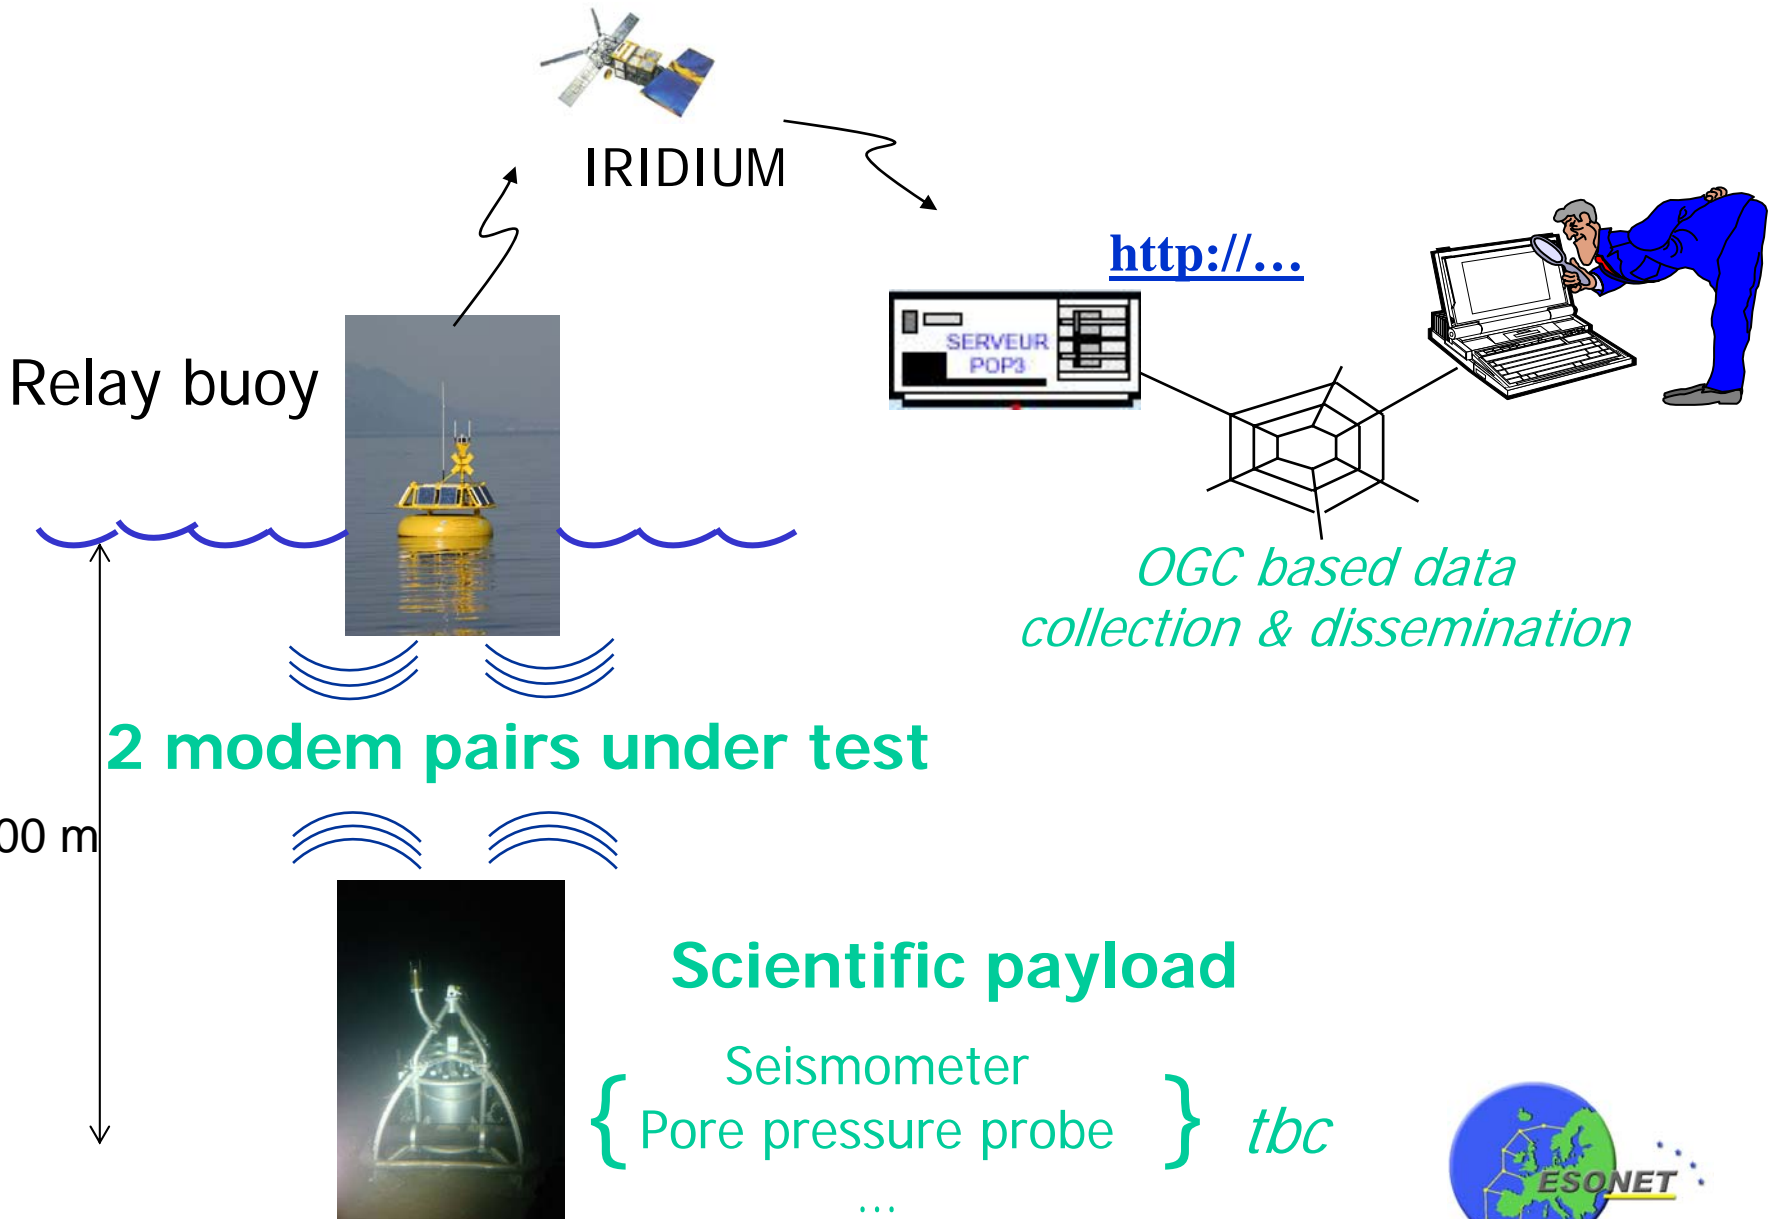 IRIDIUM
http://...
SERVEUR
POP3
Relay buoy
OGC based data
collection & dissemination
2 modem pairs under test
00 m
Scientific payload
{ Seismometer
Pore pressure probe } tbc
...
ESONET